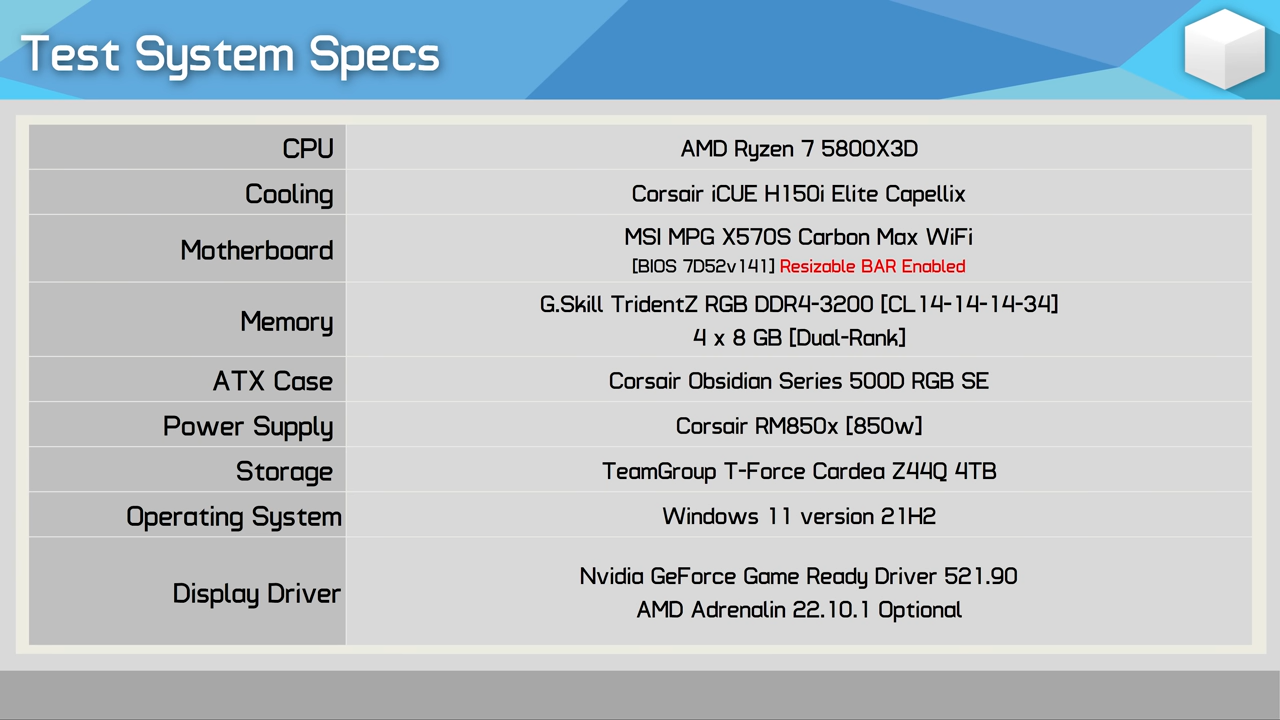 Test System Specs
CPU
AMD Ryzen 7 5800X3D
Cooling
Corsair iCUE H150i Elite Capellix
Motherboard
MSI MPG X570S Carbon Max WiFi
[BIOS 7D52v141] Resizable BAR Enabled
Memory
G.Skill TridentZ RGB DDR4-3200 [CL14-14-14-34]
4 x 8 GB [Dual-Rank]
ATX Case
Corsair Obsidian Series 500D RGB SE
Power Supply
Corsair RM850x [850w]
Storage
TeamGroup T-Force Cardea Z44Q 4TB
Operating System
Windows 11 version 21H2
Display Driver
Nvidia GeForce Game Ready Driver 521.90
AMD Adrenalin 22.10.1 Optional